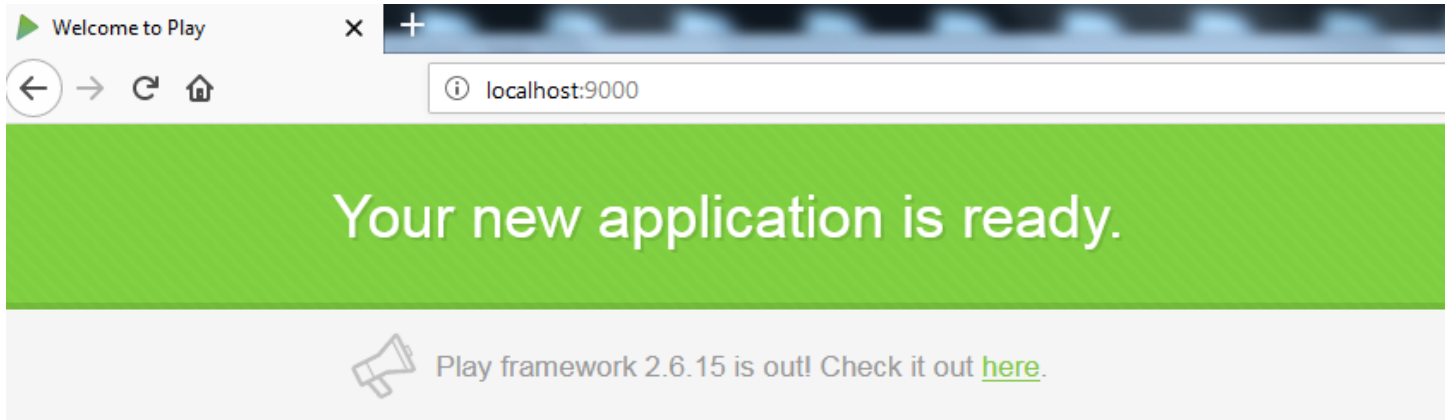 Welcome to Play
localhost:9000
Your new application is ready.
Play framework 2.6.15 is out! Check it out here.